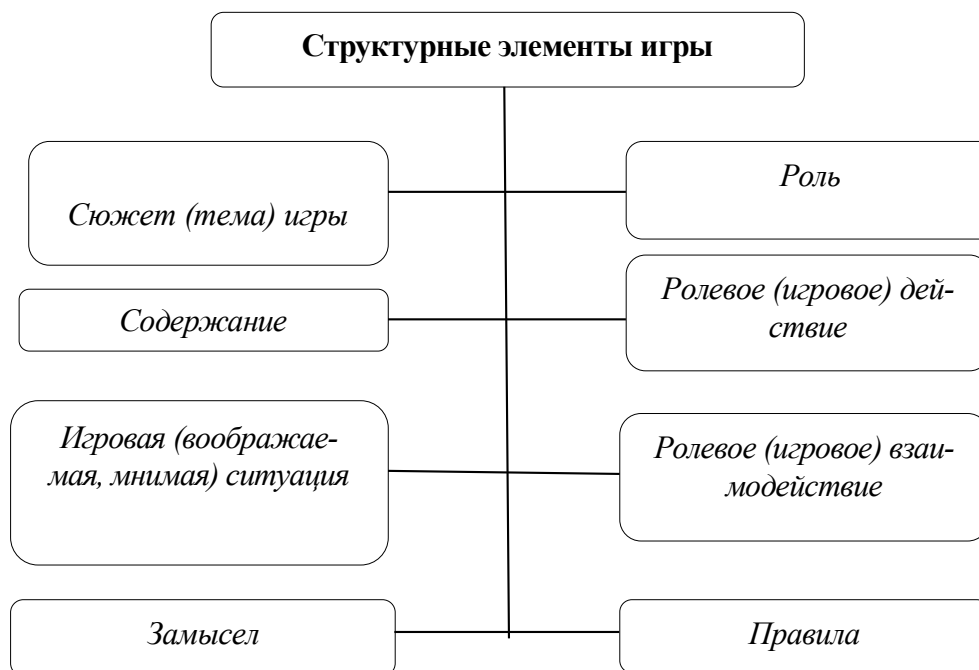 Структурные элементы игры
Сюжет (тема) игры
Роль
Содержание
Ролевое (игровое) дей-
ствие
Игровая (воображае-
мая, мнимая) ситуация
Ролевое (игровое) взаи-
модействие
Замысел
Правила